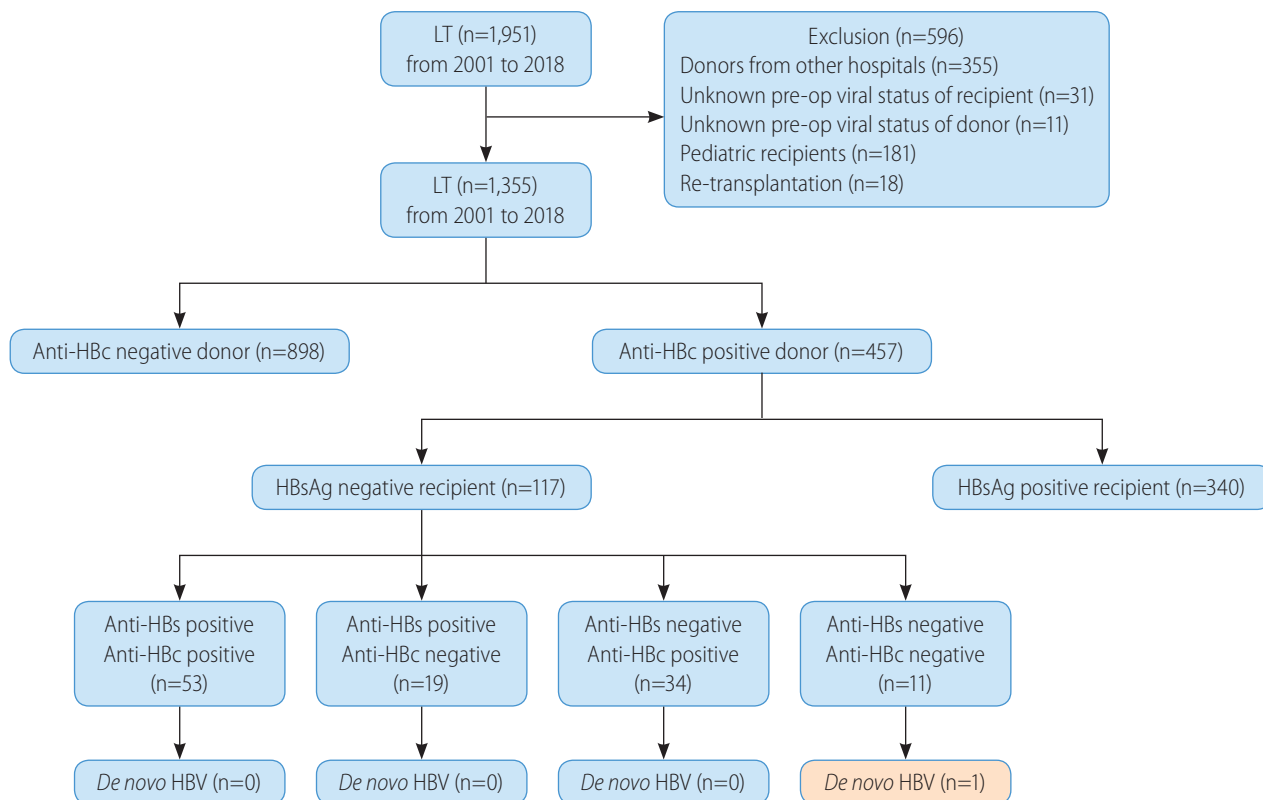 LT (n=1,951)
from 2001 to 2018
Exclusion (n=596)
Donors from other hospitals (n=355)
Unknown pre-op viral status of recipient (n=31)
Unknown pre-op viral status of donor (n=11)
Pediatric recipients (n=181)
Re-transplantation (n=18)
LT (n=1,355)
from 2001 to 2018
Anti-HBc negative donor (n=898)
Anti-HBc positive donor (n=457)
HBsAg negative recipient (n=117)
HBsAg positive recipient (n=340)
Anti-HBs positive
Anti-HBc positive
(n=53)
Anti-HBs positive
Anti-HBc negative
(n=19)
Anti-HBs negative
Anti-HBc positive
(n=34)
Anti-HBs negative
Anti-HBc negative
(n=11)
De novo HBV (n=0)
De novo HBV (n=0)
De novo HBV (n=0)
De novo HBV (n=1)